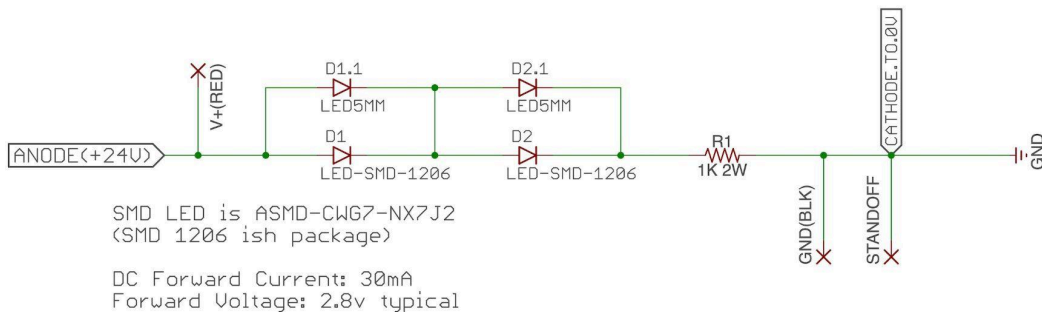 D1.1
D2.1
LED5MM
LED5MM
V+(RED)
CATHODE.TO.0V
ANODE(+24V)
D1
D2
R1
LED-SMD-1206
LED-SMD-1206
1K 2W
GND
GND(BLK)
STANDOFF
SMD LED is ASMD-CWG7-NX7J2
(SMD 1206 ish package)
DC Forward Current: 30mA
Forward Voltage: 2.8v typical